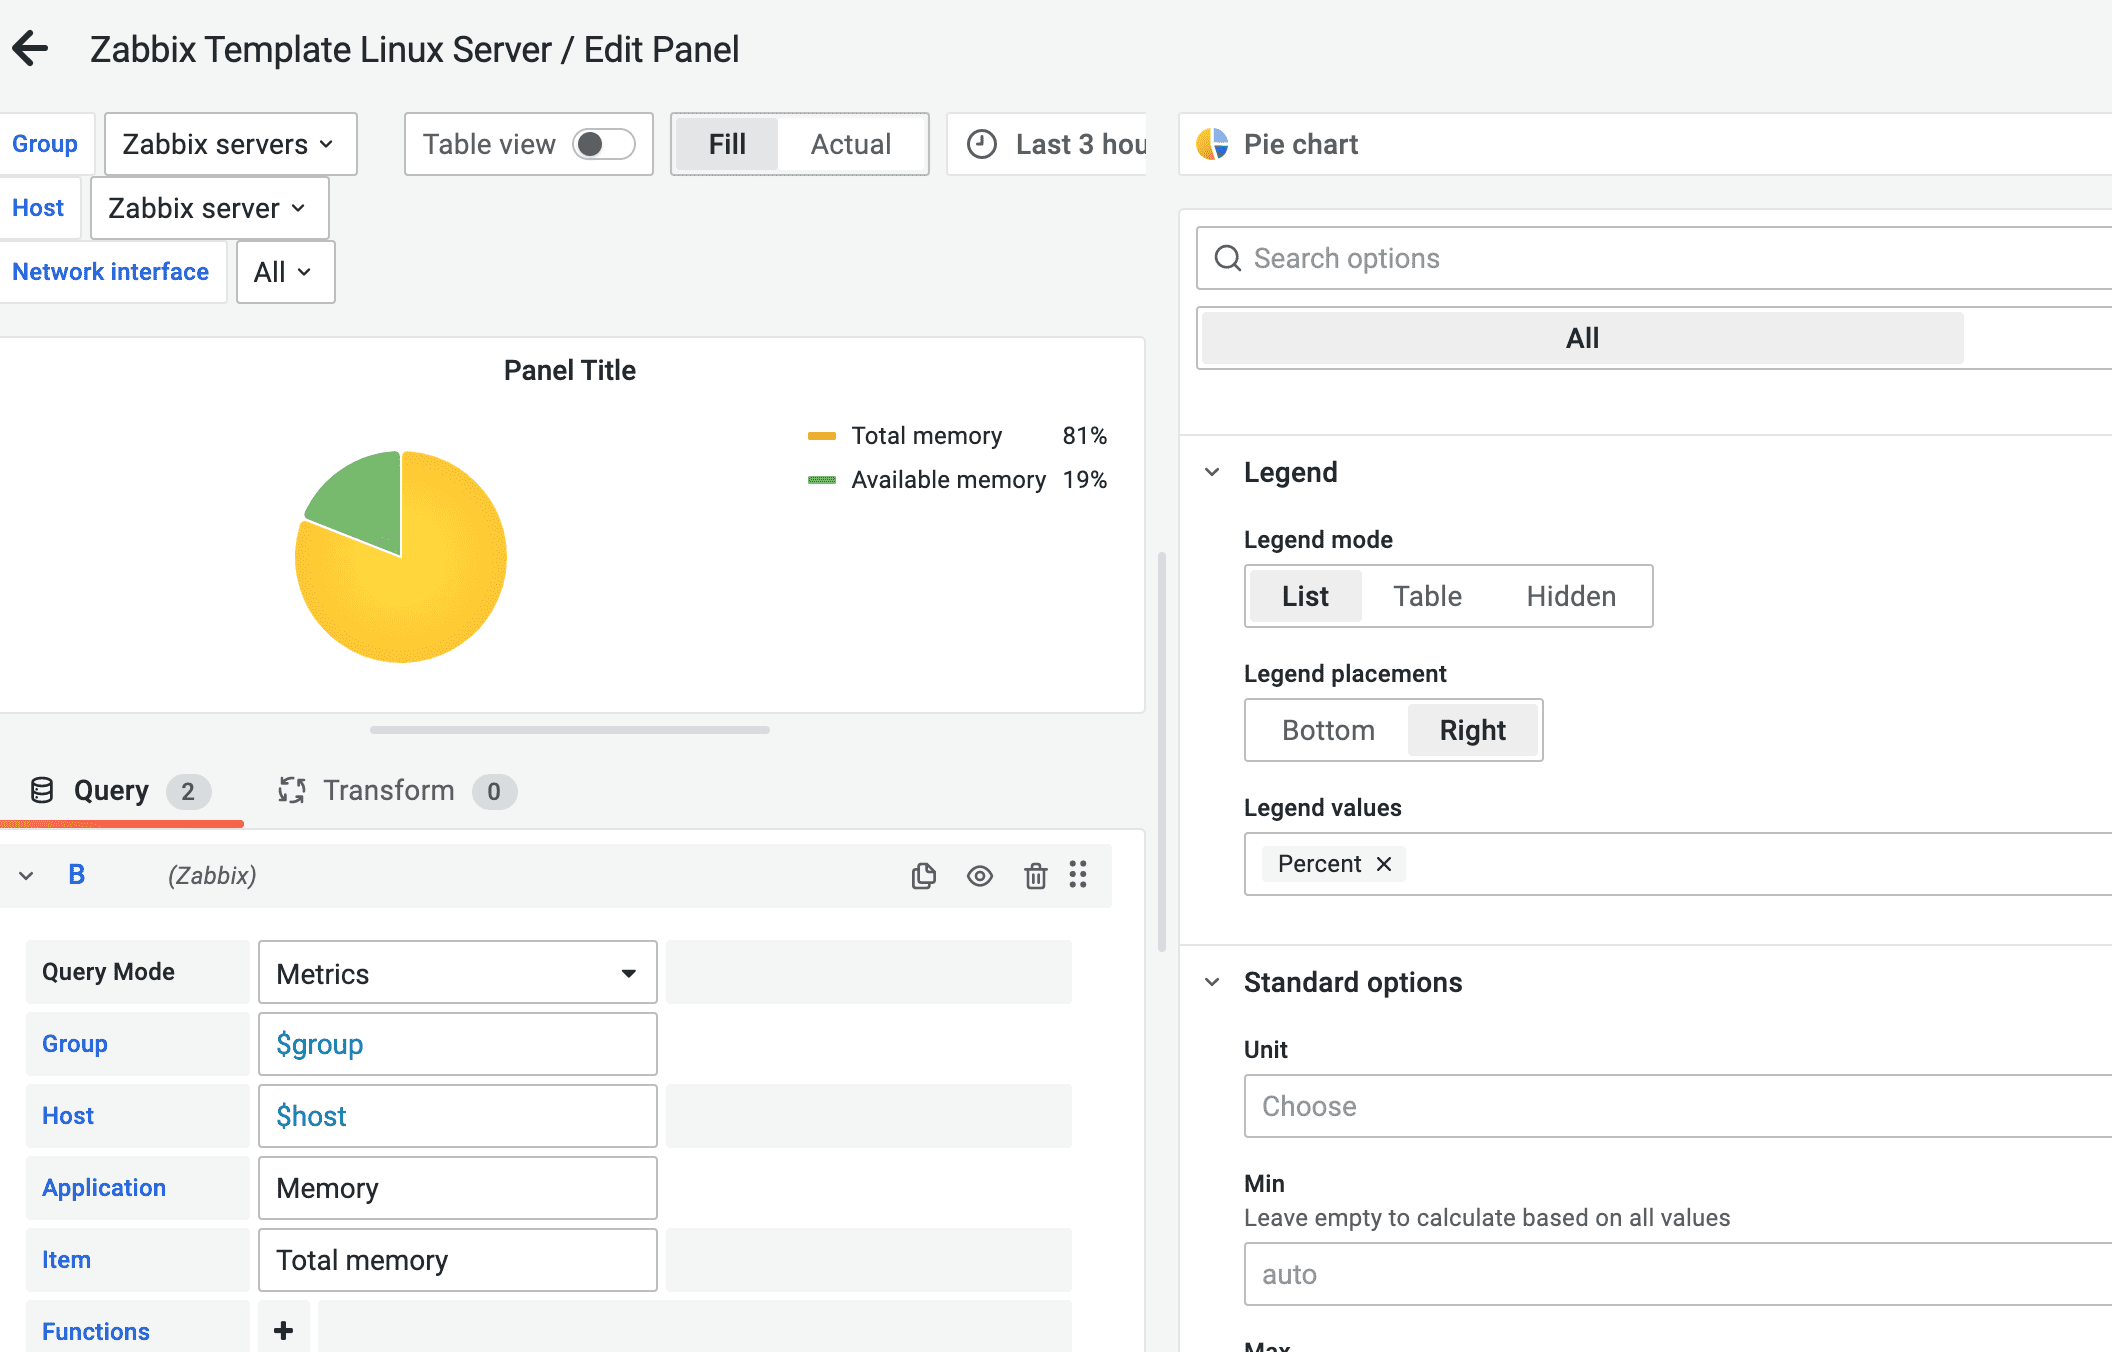 Zabbix Template Linux Server / Edit Panel
Group Zabbix servers Table view Fill Actual Last 3 hou
Host Zabbix server
Network interface All
Panel Title
Total memory 81%
Available memory 19%
Query 2 Transform 0
B (Zabbix)
Query Mode Metrics
Group $group
Host $host
Application Memory
Item Total memory
Functions +
Pie chart
Search options
All
Legend
Legend mode
List Table Hidden
Legend placement
Bottom Right
Legend values
Percent
Standard options
Unit
Choose
Min
Leave empty to calculate based on all values
auto
Max